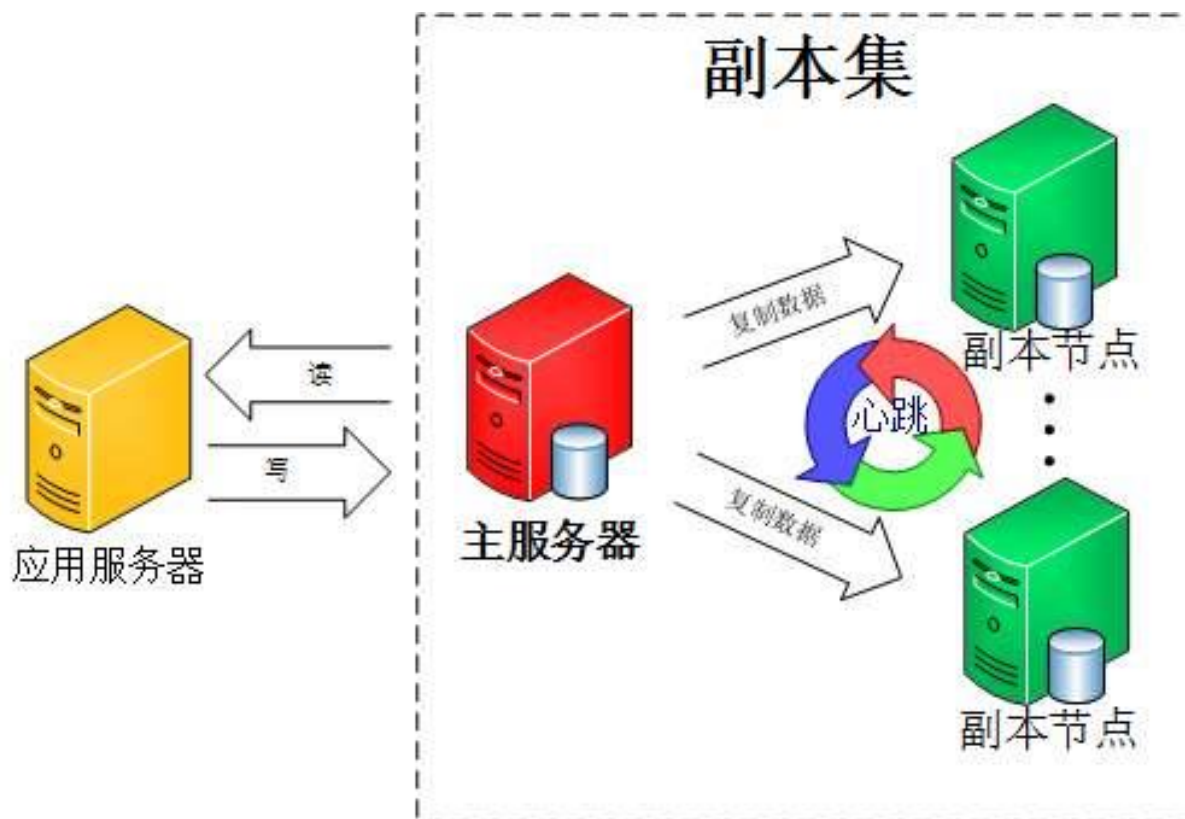 副本集
副本节点
复制数据
读
心跳
写
复制数据
主服务器
应用服务器
副本节点